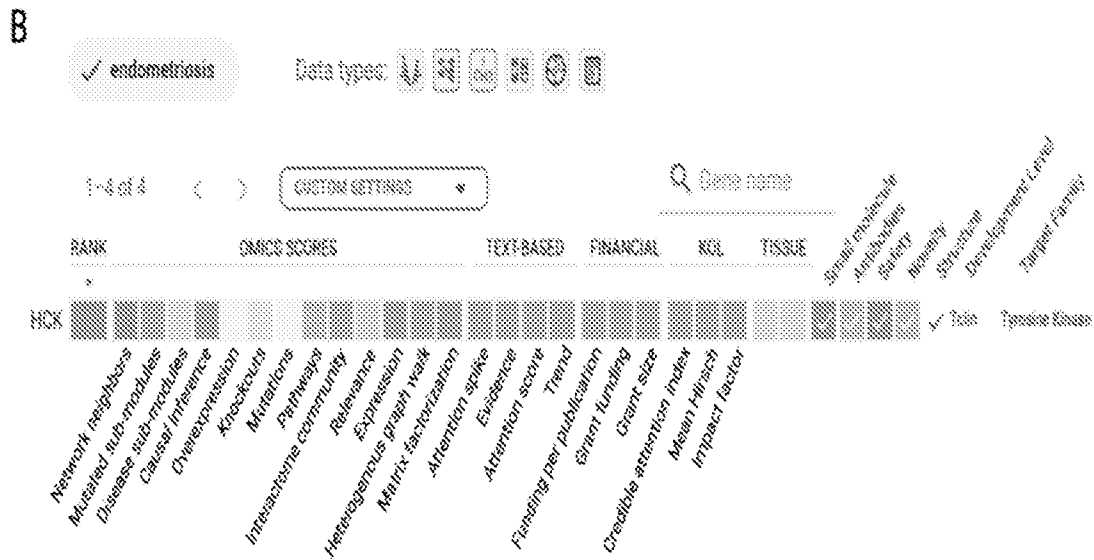 B
✓ endometriosis Data types:
1-4 of 4 < > CUSTOM SETTINGS Gene name
RANK OMICS SCORES TEXT-BASED FINANCIAL KOL TISSUE
Small molecule
Antibodies
Safety
Novelty
Structure
Development Level
Target Family
HCK ✓ Tclin Tyrosine Kinase
Network neighbors
Mutated sub-modules
Disease sub-modules
Causal inference
Overexpression
Knockouts
Mutations
Pathways
Interactome community
Relevance
Expression
Heterogenous graph walk
Matrix factorization
Attention spike
Evidence
Attention score
Trend
Funding per publication
Grant funding
Grant size
Credible attention index
Mean Hirsch
Impact factor